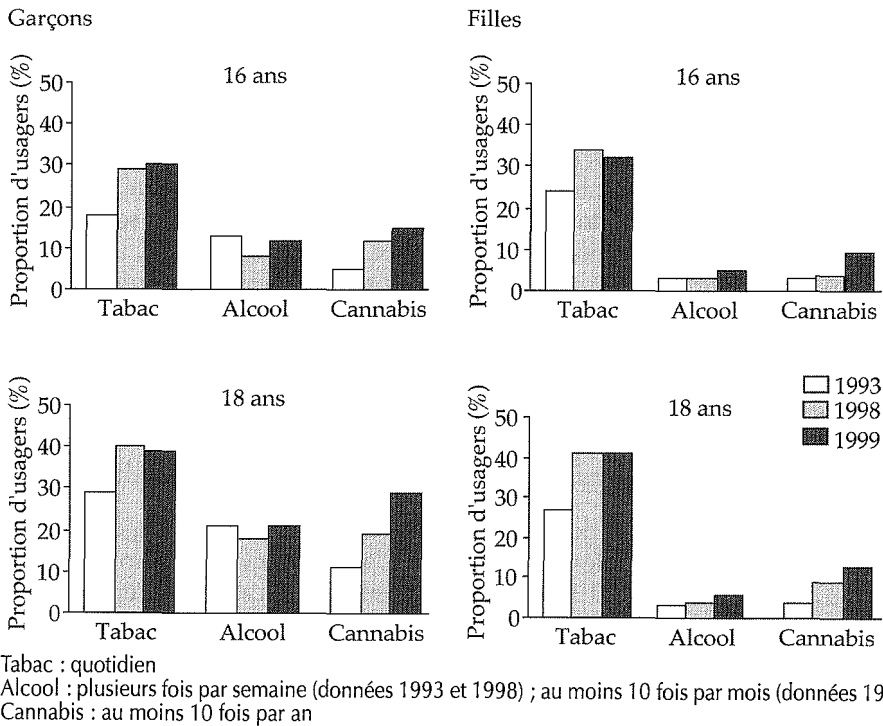 Garçons
Filles
16 ans
Proportion d'usagers (%)
50
40
30
20
10
0
Tabac Alcool Cannabis
16 ans
Proportion d'usagers (%)
50
40
30
20
10
0
Tabac Alcool Cannabis
18 ans
Proportion d'usagers (%)
50
40
30
20
10
0
Tabac Alcool Cannabis
18 ans
Proportion d'usagers (%)
50
40
30
20
10
0
Tabac Alcool Cannabis
1993
1998
1999
Tabac : quotidien
Alcool : plusieurs fois par semaine (données 1993 et 1998) ; au moins 10 fois par mois (données 19
Cannabis : au moins 10 fois par an